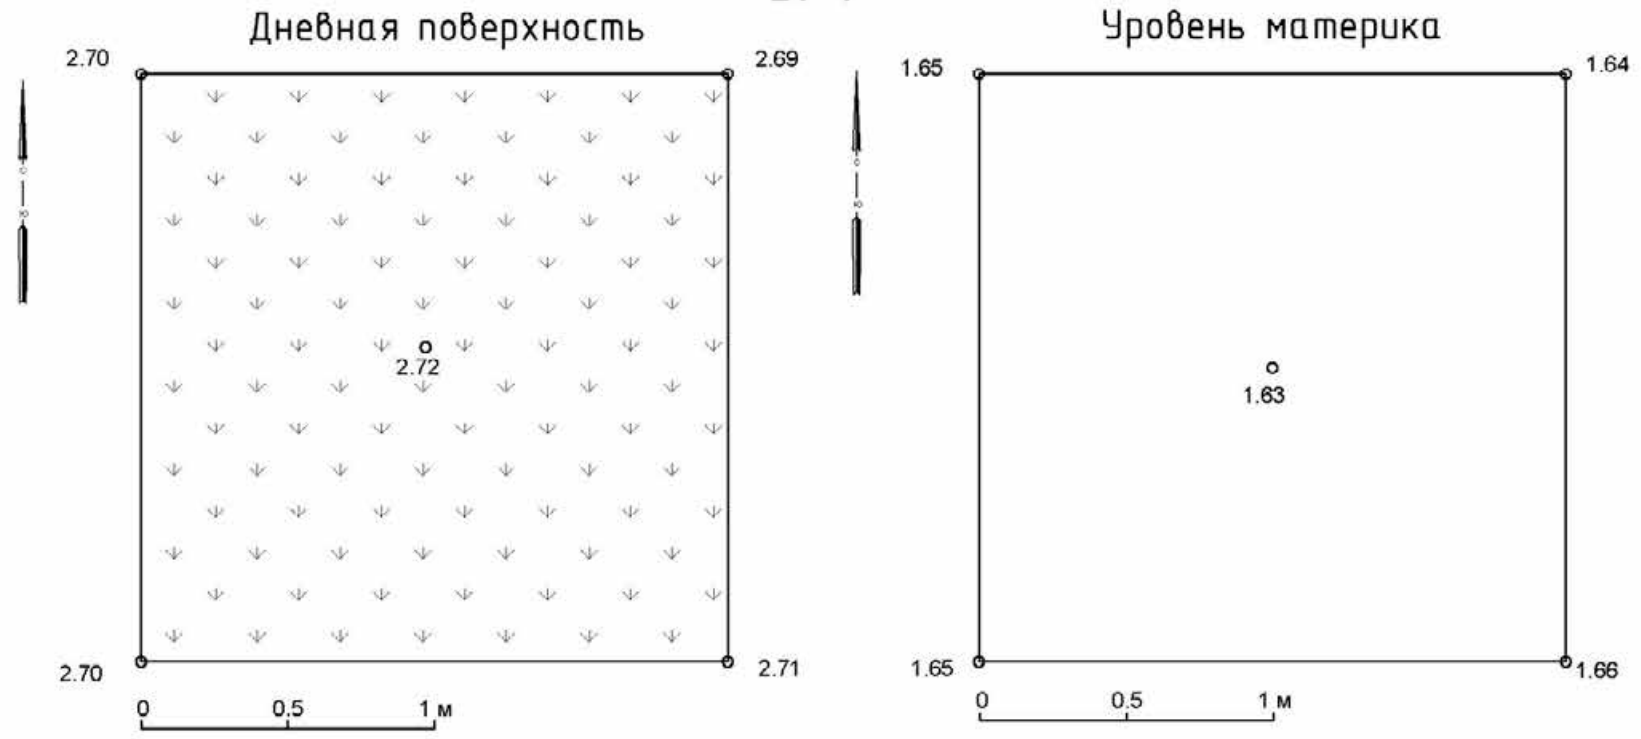 Дневная поверхность
Уровень материка
2.70
2.69
2.72
2.70
2.71
0 0.5 1 м
1.65
1.64
1.63
1.65
1.66
0 0.5 1 м